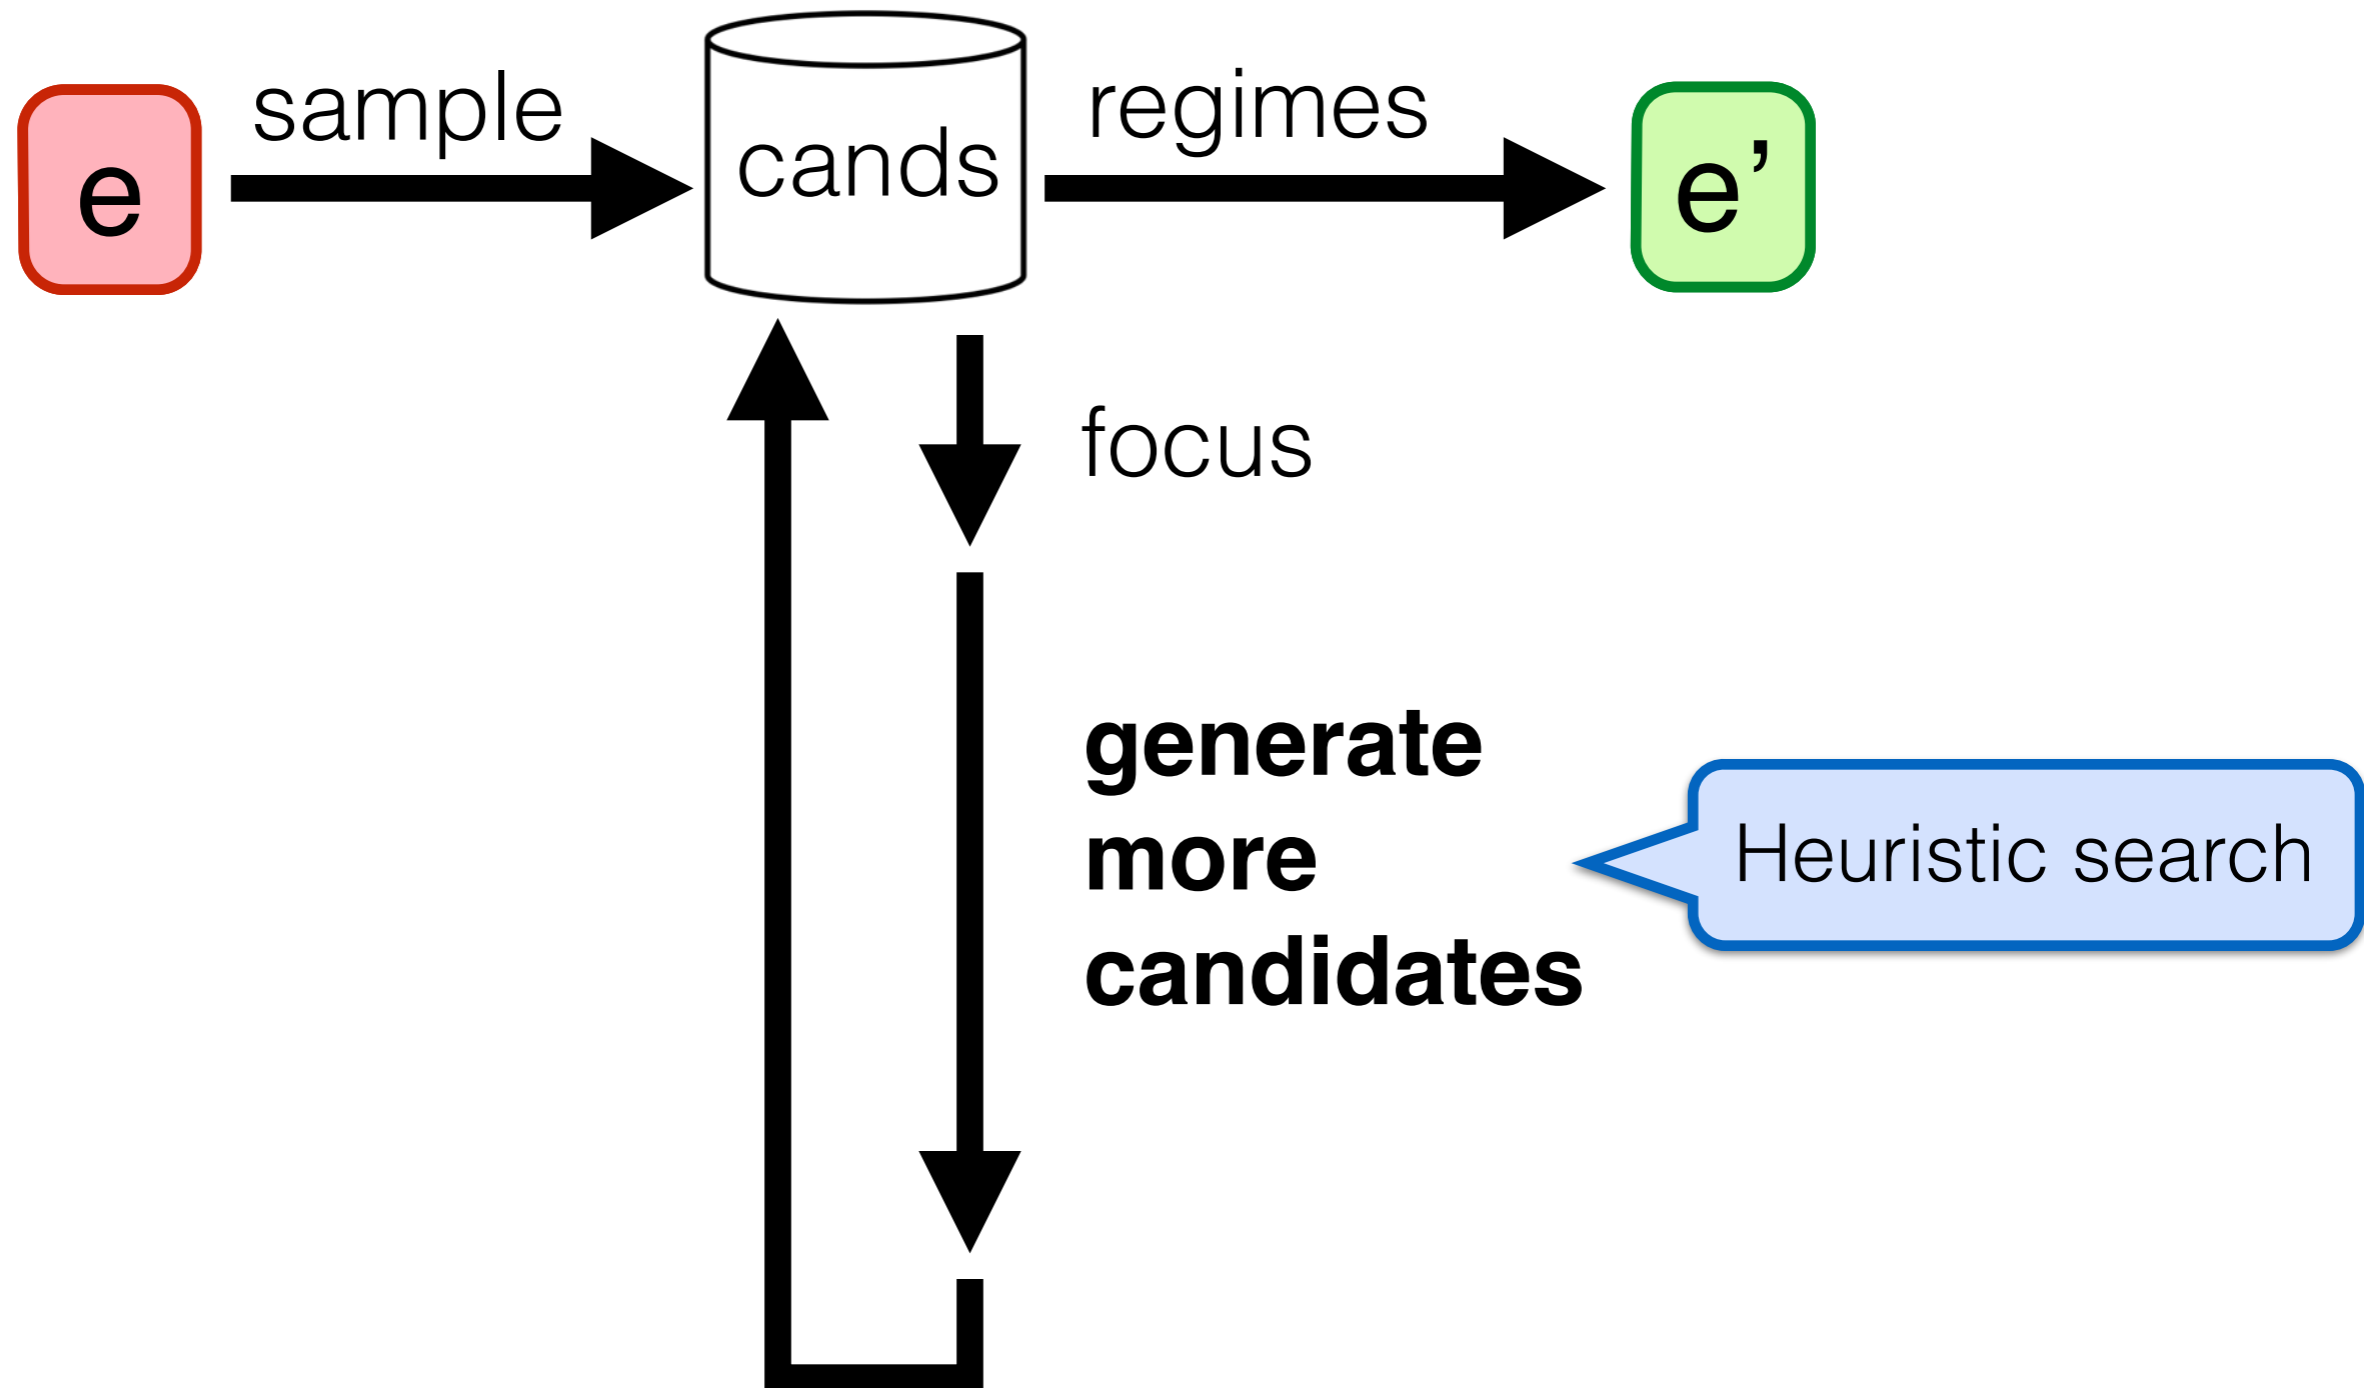 e
sample
cands
regimes
e’
focus
generate
more
candidates
Heuristic search